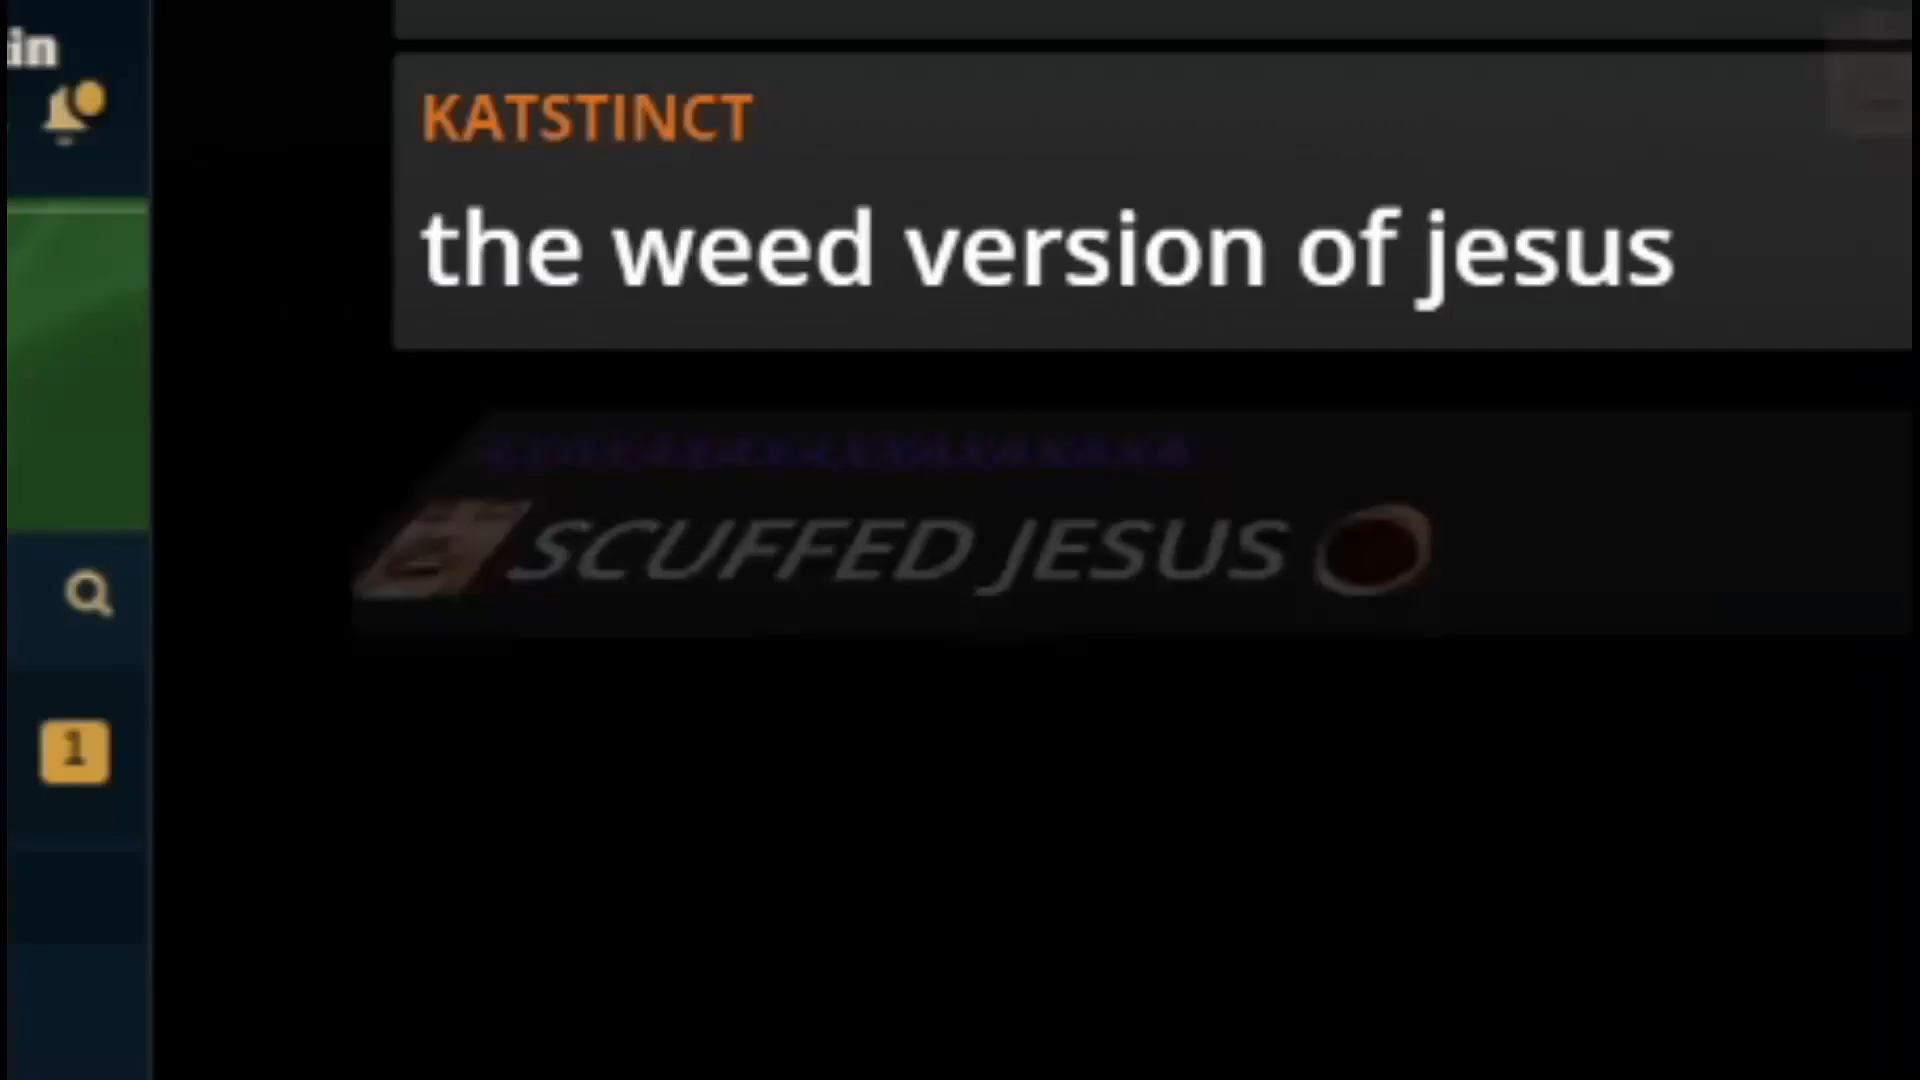 in
KATSTINCT
the weed version of jesus
SCUFFED JESUS
1